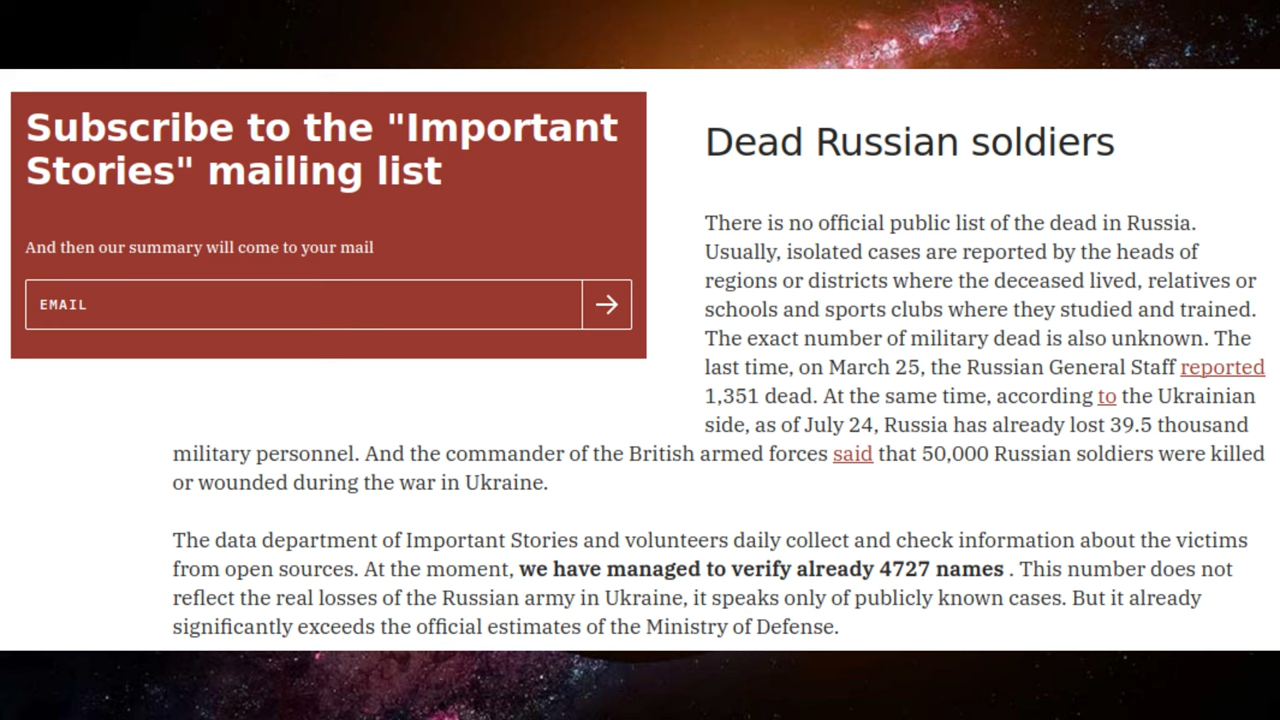 Subscribe to the "Important
Stories" mailing list
And then our summary will come to your mail
EMAIL
Dead Russian soldiers
There is no official public list of the dead in Russia.
Usually, isolated cases are reported by the heads of
regions or districts where the deceased lived, relatives or
schools and sports clubs where they studied and trained.
The exact number of military dead is also unknown. The
last time, on March 25, the Russian General Staff reported
1,351 dead. At the same time, according to the Ukrainian
side, as of July 24, Russia has already lost 39.5 thousand
military personnel. And the commander of the British armed forces said that 50,000 Russian soldiers were killed
or wounded during the war in Ukraine.
The data department of Important Stories and volunteers daily collect and check information about the victims
from open sources. At the moment, we have managed to verify already 4727 names . This number does not
reflect the real losses of the Russian army in Ukraine, it speaks only of publicly known cases. But it already
significantly exceeds the official estimates of the Ministry of Defense.